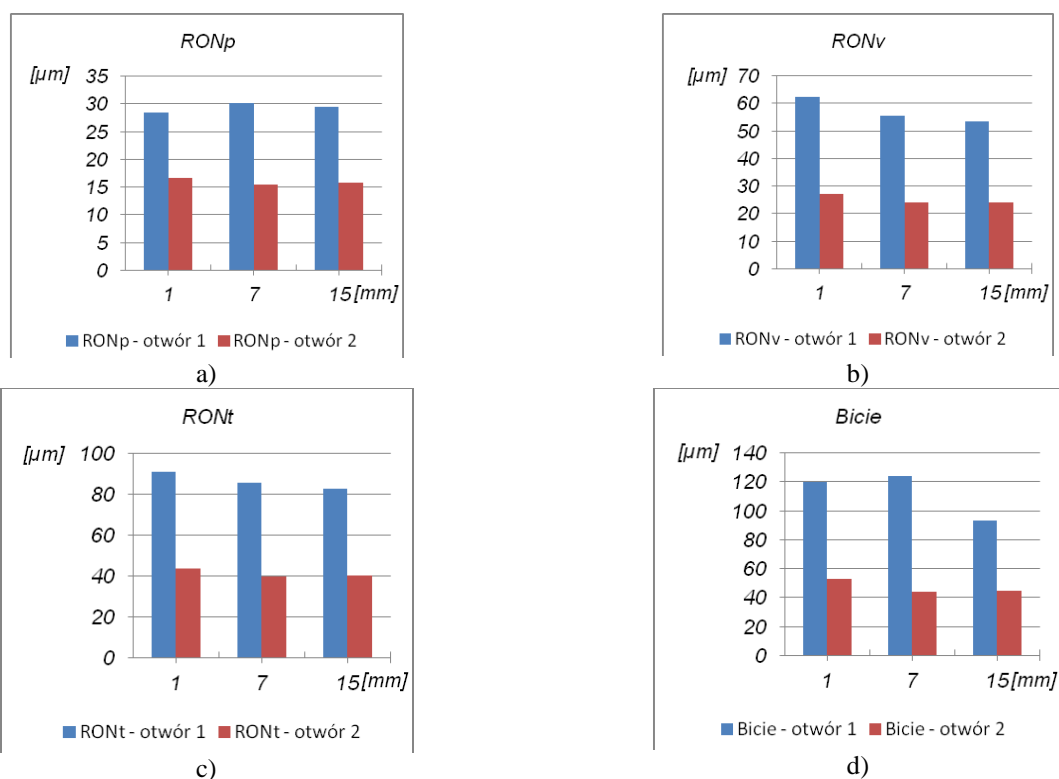 RONp
[µm]
35
30
25
20
15
10
5
0
1 7 15 [mm]
RONp - otwór 1 RONp - otwór 2
a)
RONv
[µm]
70
60
50
40
30
20
10
0
1 7 15 [mm]
RONv - otwór 1 RONv - otwór 2
b)
RONt
[µm]
100
80
60
40
20
0
1 7 15 [mm]
RONt - otwór 1 RONt - otwór 2
c)
Bicie
[µm]
140
120
100
80
60
40
20
0
1 7 15 [mm]
Bicie - otwór 1 Bicie - otwór 2
d)